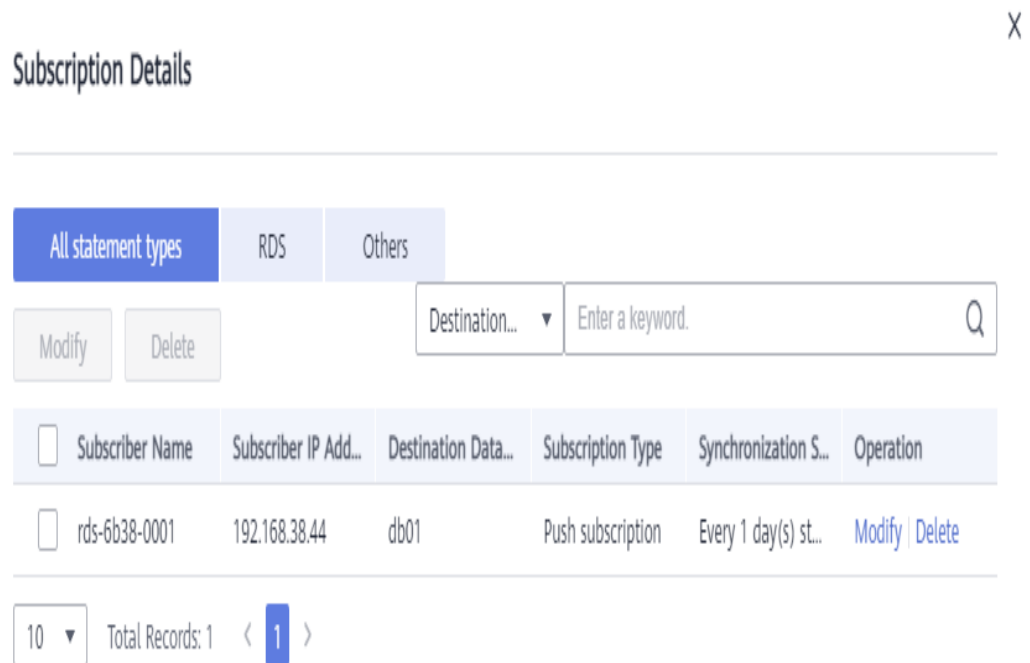 X
Subscription Details
All statement types RDS Others
Destination... ▼ Enter a keyword.
Modify Delete
Subscriber Name Subscriber IP Add... Destination Data... Subscription Type Synchronization S... Operation
rds-6b38-0001 192.168.38.44 db01 Push subscription Every 1 day(s) st... Modify | Delete
10 ▼ Total Records: 1 < 1 >